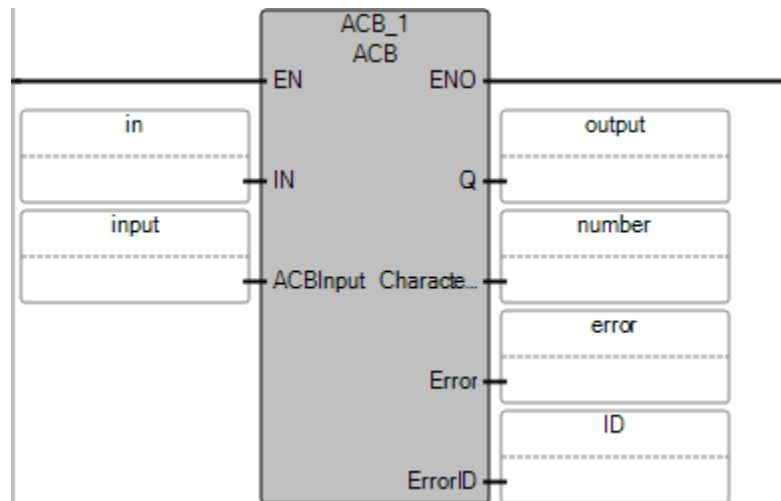 ACB_1
ACB
EN ENO
in output
IN Q
input number
ACBInput Characte...
error
Error
ID
ErrorID